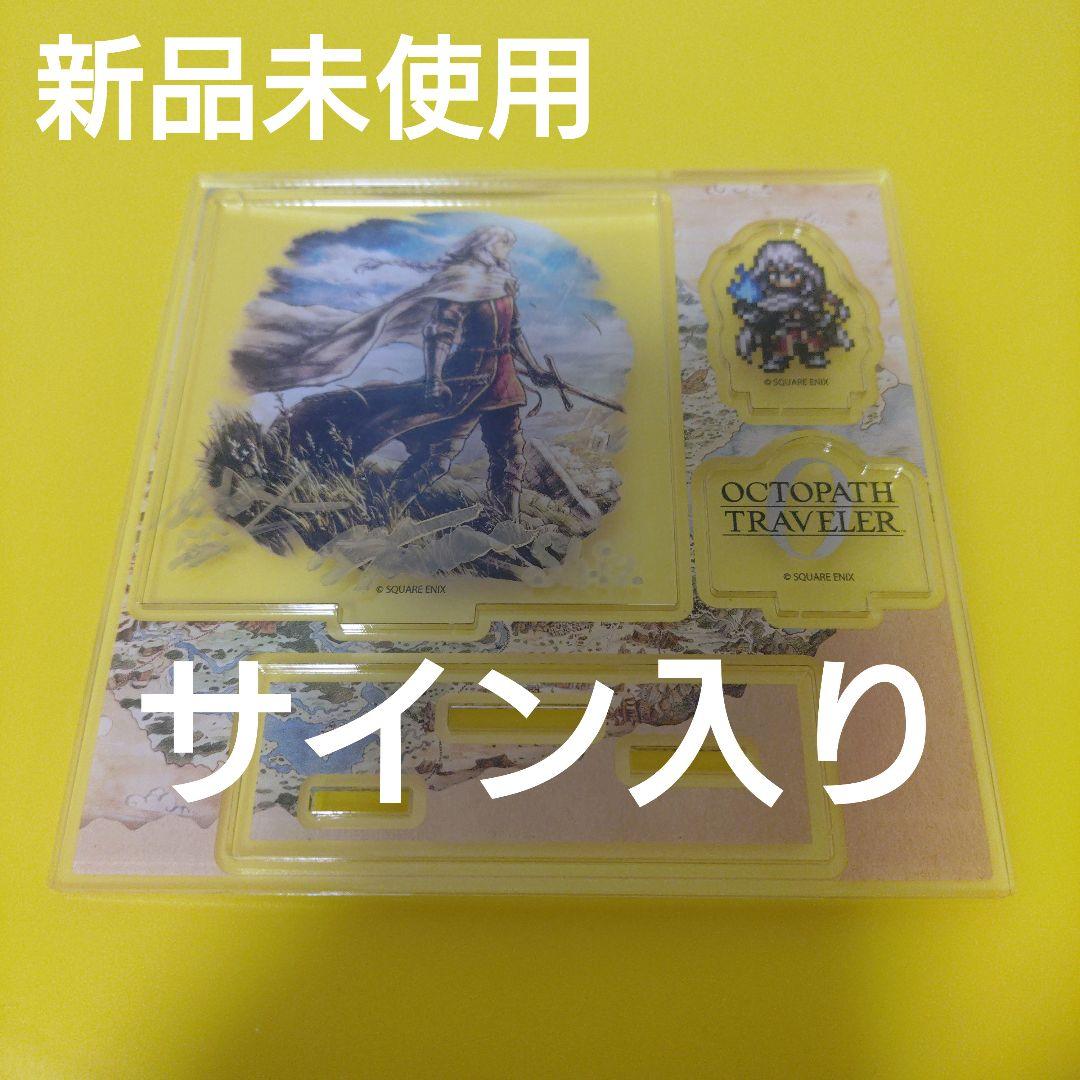 新品未使用
© SQUARE ENIX
OCTOPATH
TRAVELER
0
© SQUARE ENIX
© SQUARE ENIX
サイン入り